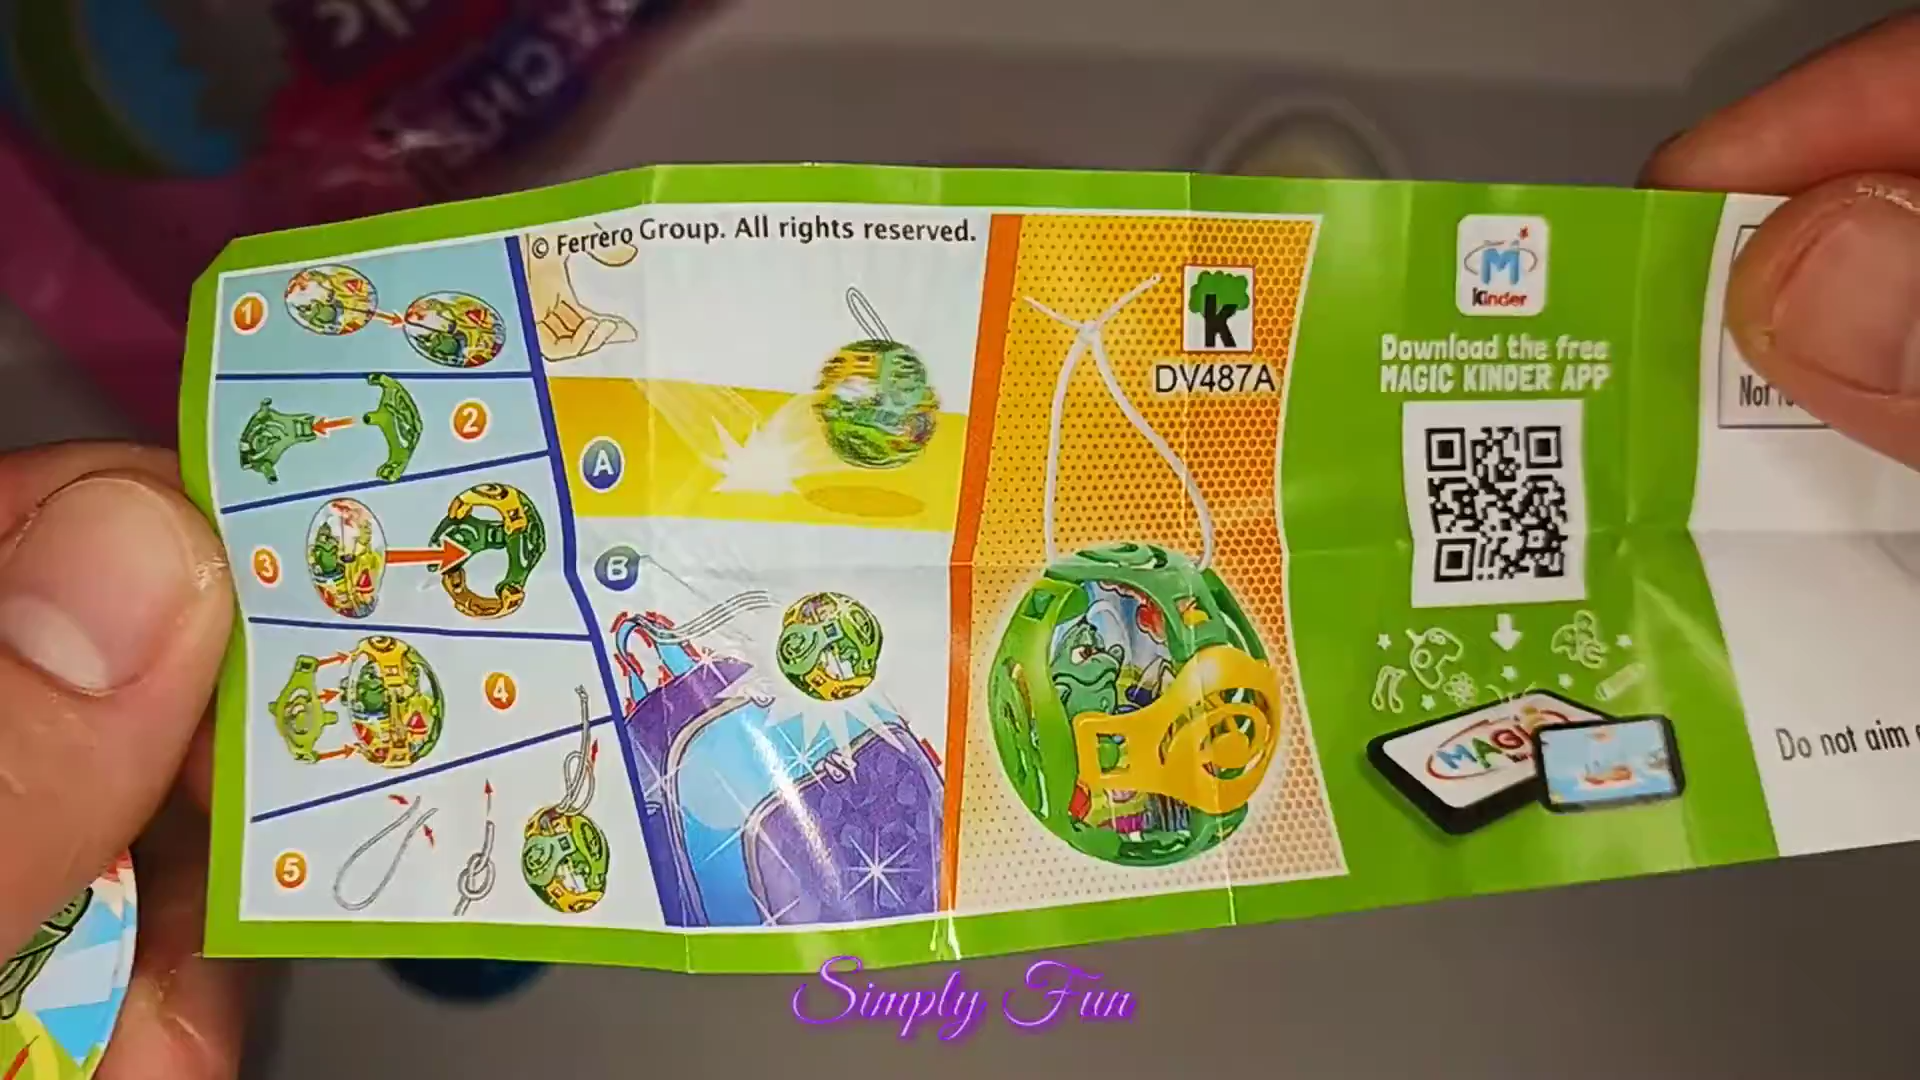 © Ferrero Group. All rights reserved.
1
2
3
4
5
A
B
K
DV487A
M
Kinder
Download the free
MAGIC KINDER APP
MAGI
Do not aim
Simply Fun